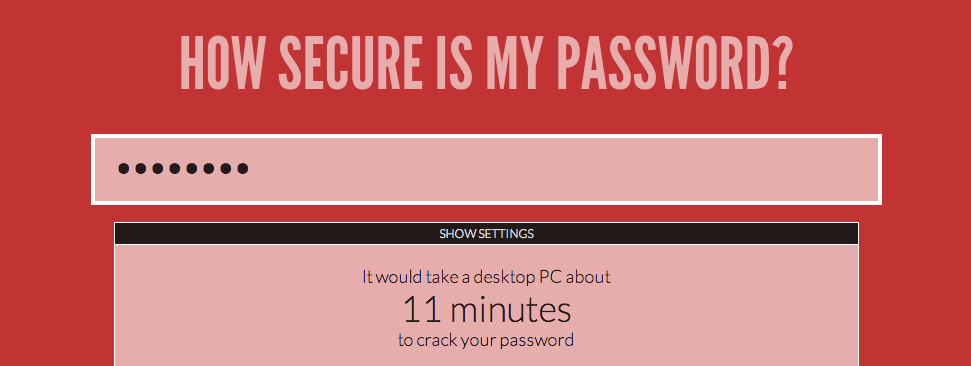 HOW SECURE IS MY PASSWORD?
••••••••
SHOW SETTINGS
It would take a desktop PC about
11 minutes
to crack your password